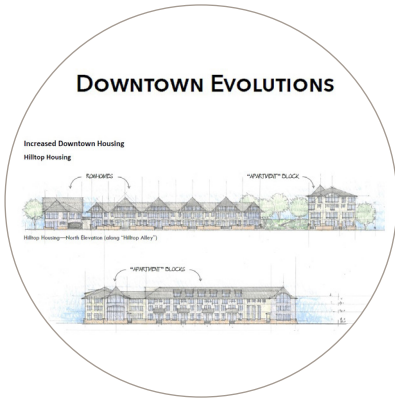 DOWNTOWN EVOLUTIONS
Increased Downtown Housing
Hilltop Housing
ROWHOMES
"APARTMENT" BLOCK
Hilltop Housing—North Elevation (along "Hilltop Alley")
"APARTMENT" BLOCKS